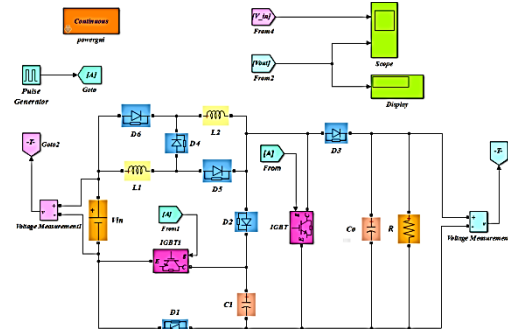 Continuous
powergui
[V_in]
From4
Scope
[Vout]
From2
Display
Pulse
Generator
[A]
Goto
D6
L2
D4
-T-
Goto2
L1
D5
[A]
From
D3
-T-
Voltage Measurement1
Vin
[A]
From1
D2
IGBT
Co
R
Voltage Measurement
IGBT1
C1
D1